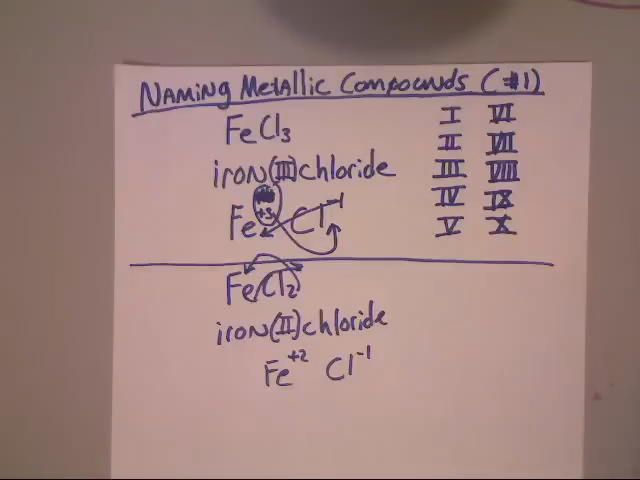 NAMING METALLIC COMPOUNDS (#1)
FeCl₃ I VI
II VII
iron(III)chloride III VIII
Fe⁺³ Cl⁻¹ IV IX
V X
FeCl₂
iron(II)chloride
Fe⁺² Cl⁻¹